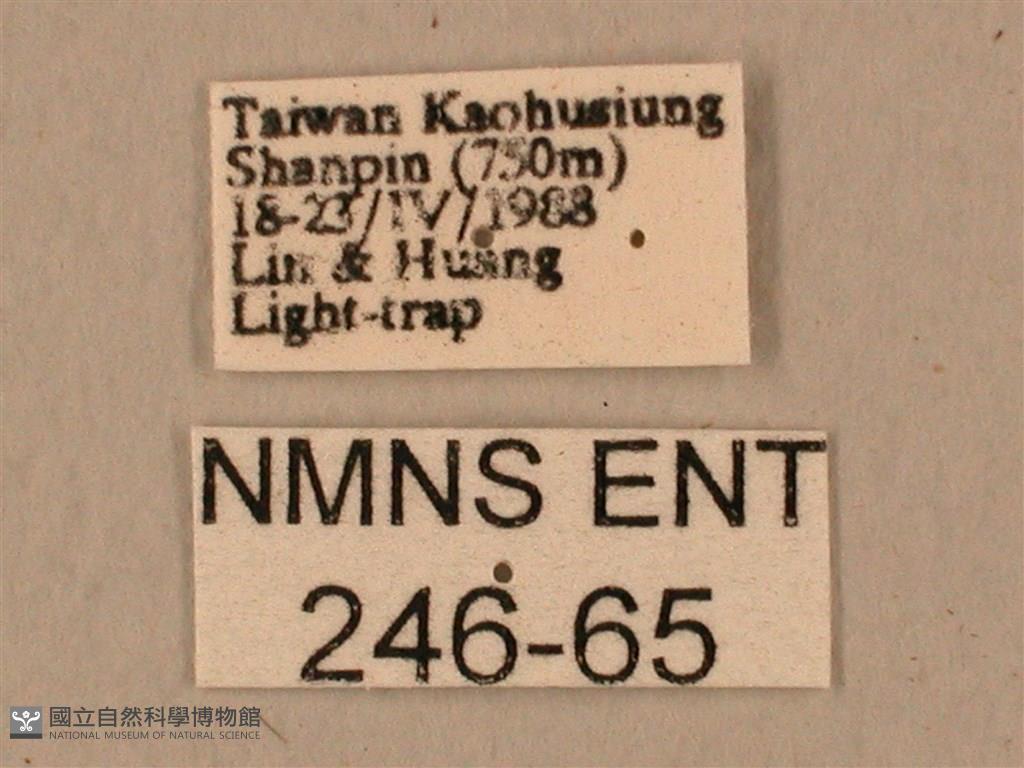 Taiwan Kaohusiung
Shanpin (750m)
18-23/IV/1988
Lin & Huang
Light-trap
NMNS ENT
246-65
國立自然科學博物館
NATIONAL MUSEUM OF NATURAL SCIENCE